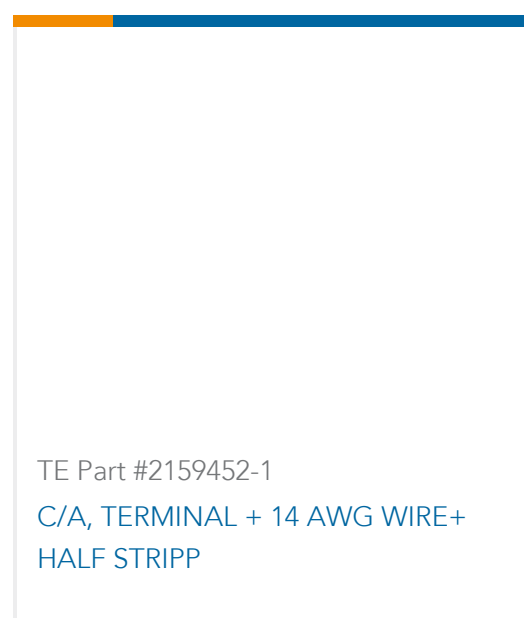 TE Part #2159452-1
C/A, TERMINAL + 14 AWG WIRE+
HALF STRIPP